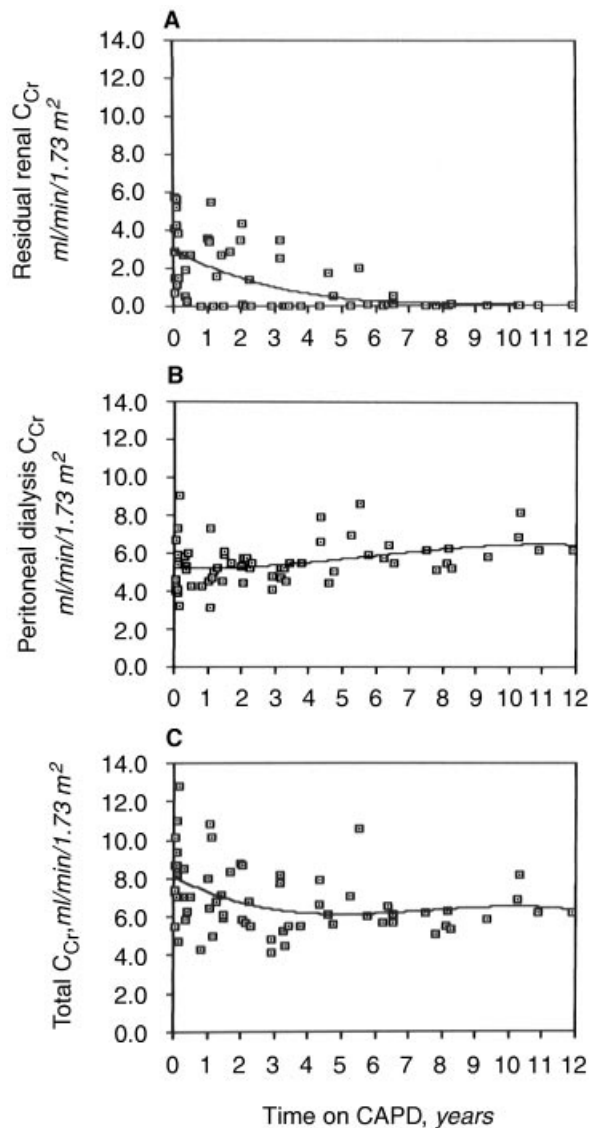 A
14.0
12.0
10.0
8.0
6.0
4.0
2.0
0.0
Residual renal CCr
ml/min/1.73 m²
0 1 2 3 4 5 6 7 8 9 10 11 12
B
14.0
12.0
10.0
8.0
6.0
4.0
2.0
0.0
Peritoneal dialysis CCr
ml/min/1.73 m²
0 1 2 3 4 5 6 7 8 9 10 11 12
C
14.0
12.0
10.0
8.0
6.0
4.0
2.0
0.0
Total CCr, ml/min/1.73 m²
0 1 2 3 4 5 6 7 8 9 10 11 12
Time on CAPD, years